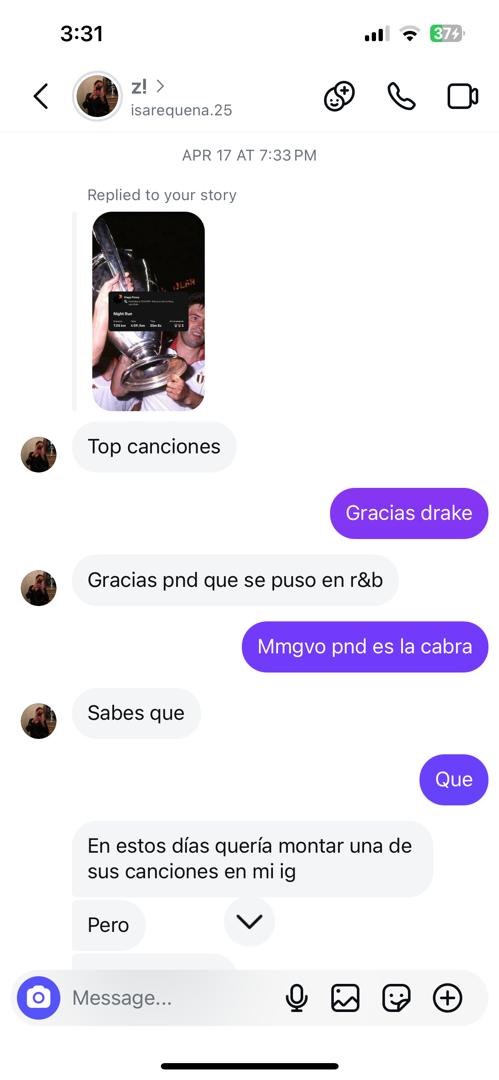 3:31
37
z!
isarequena.25
APR 17 AT 7:33 PM
Replied to your story
Night Run
Top canciones
Gracias drake
Gracias pnd que se puso en r&b
Mmgvo pnd es la cabra
Sabes que
Que
En estos días quería montar una de
sus canciones en mi ig
Pero
Message...